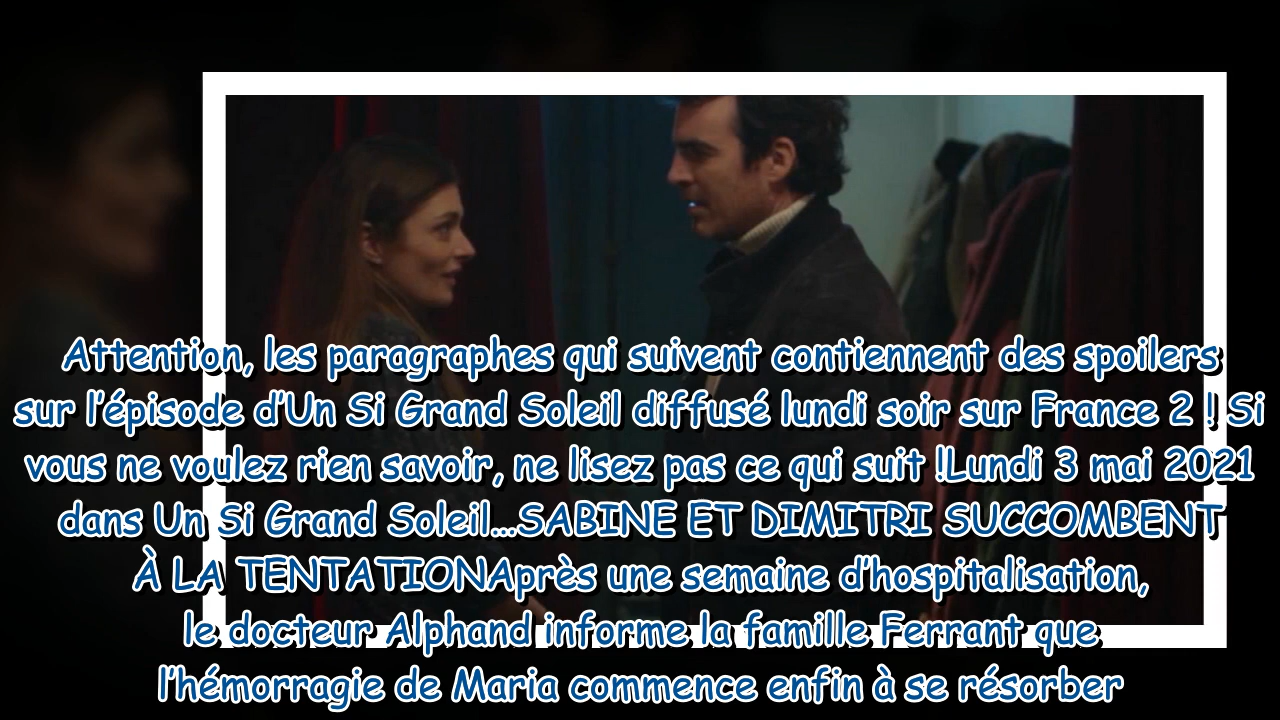 Attention, les paragraphes qui suivent contiennent des spoilers
sur l'épisode d'Un Si Grand Soleil diffusé lundi soir sur France 2 ! Si
vous ne voulez rien savoir, ne lisez pas ce qui suit !Lundi 3 mai 2021
dans Un Si Grand Soleil...SABINE ET DIMITRI SUCCOMBENT
À LA TENTATIONAprès une semaine d'hospitalisation,
le docteur Alphand informe la famille Ferrant que
l'hémorragie de Maria commence enfin à se résorber